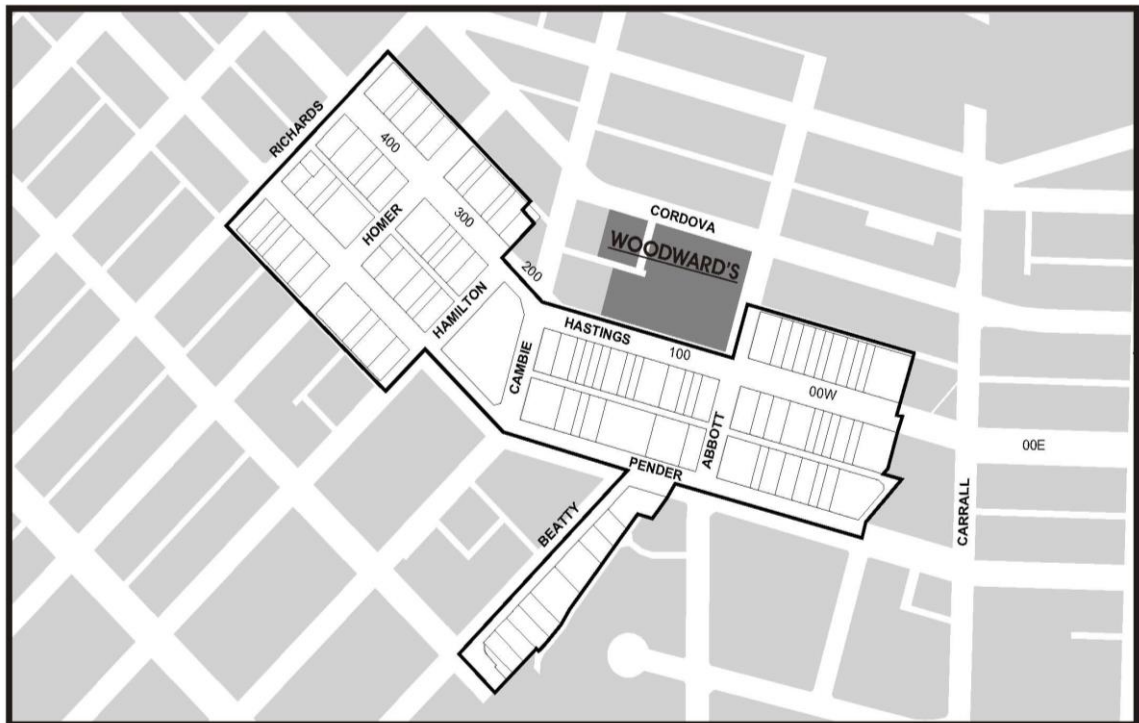 RICHARDS
400
HOMER
300
CORDOVA
WOODWARD'S
200
HAMILTON
HASTINGS
100
CAMBIE
00W
ABBOTT
00E
PENDER
BEATTY
CARRALL